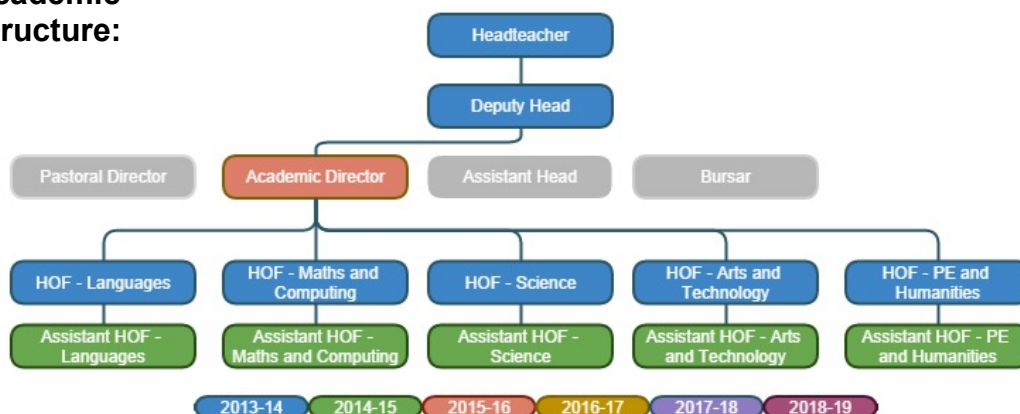 ructure:
Headteacher
Deputy Head
Pastoral Director
Academic Director
Assistant Head
Bursar
HOF - Languages
HOF - Maths and
Computing
HOF - Science
HOF - Arts and
Technology
HOF - PE and
Humanities
Assistant HOF -
Languages
Assistant HOF -
Maths and Computing
Assistant HOF -
Science
Assistant HOF - Arts
and Technology
Assistant HOF - PE
and Humanities
2013-14
2014-15
2015-16
2016-17
2017-18
2018-19